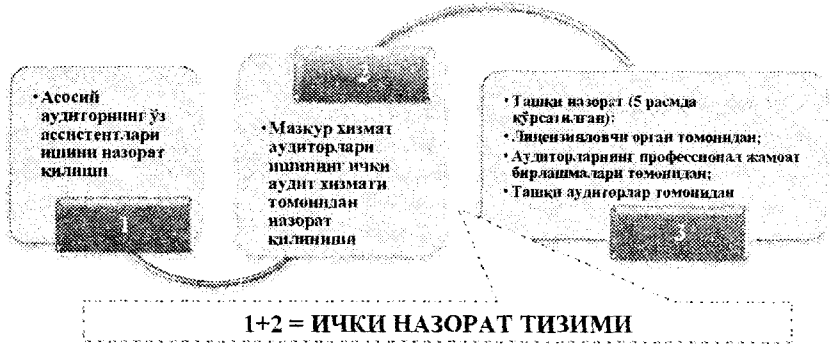 • Асосий
аудиторнинг ўз
ассистентлари
ишини назорат
қилиши
1
2
• Мазкур хизмат
аудиторлари
ишининг ички
аудит хизмати
томонидан
назорат
қилиниши
• Ташқи назорат (5 расмда
кўрсатилган):
• Лицензияловчи орган томонидан;
• Аудиторларнинг профессионал жамоат
бирлашмалари томонидан;
• Ташқи аудиторлар томонидан
3
1+2 = ИЧКИ НАЗОРАТ ТИЗИМИ